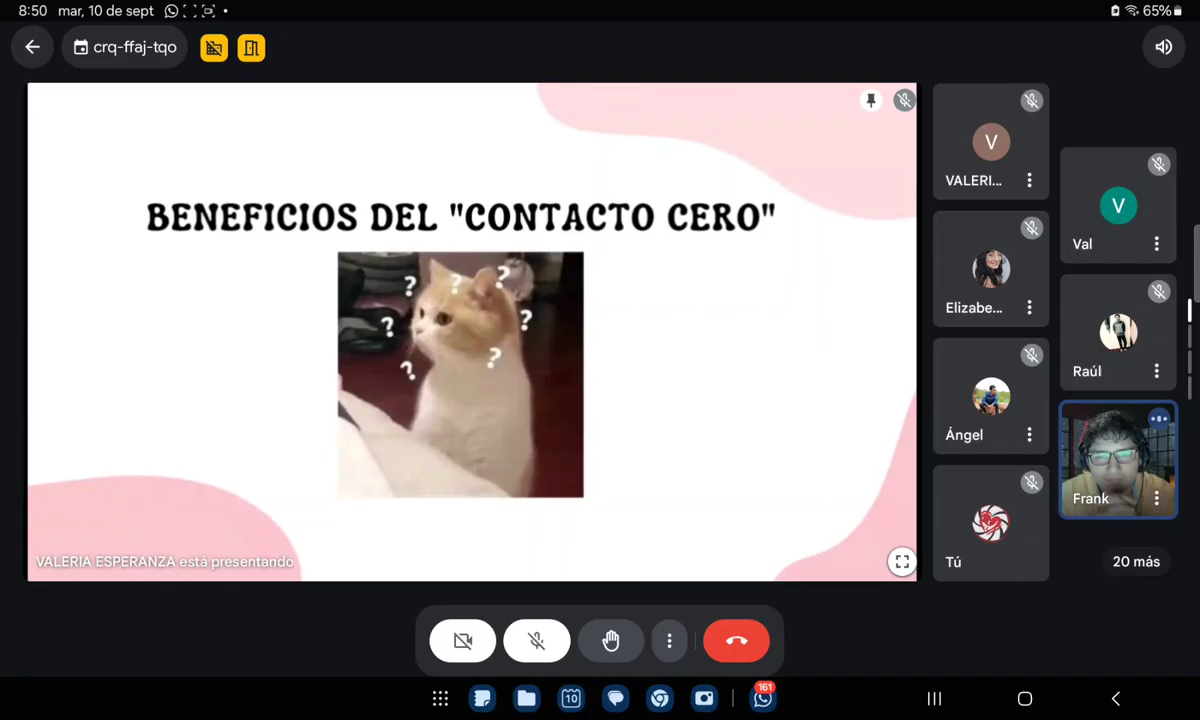 8:50 mar, 10 de sept
65%
crq-ffaj-tqo
BENEFICIOS DEL "CONTACTO CERO"
? ? ? ? ? ? ?
VALERIA ESPERANZA está presentando
V
VALERI...
V
Val
Elizabe...
Raúl
Ángel
Frank
Tú
20 más
10
161